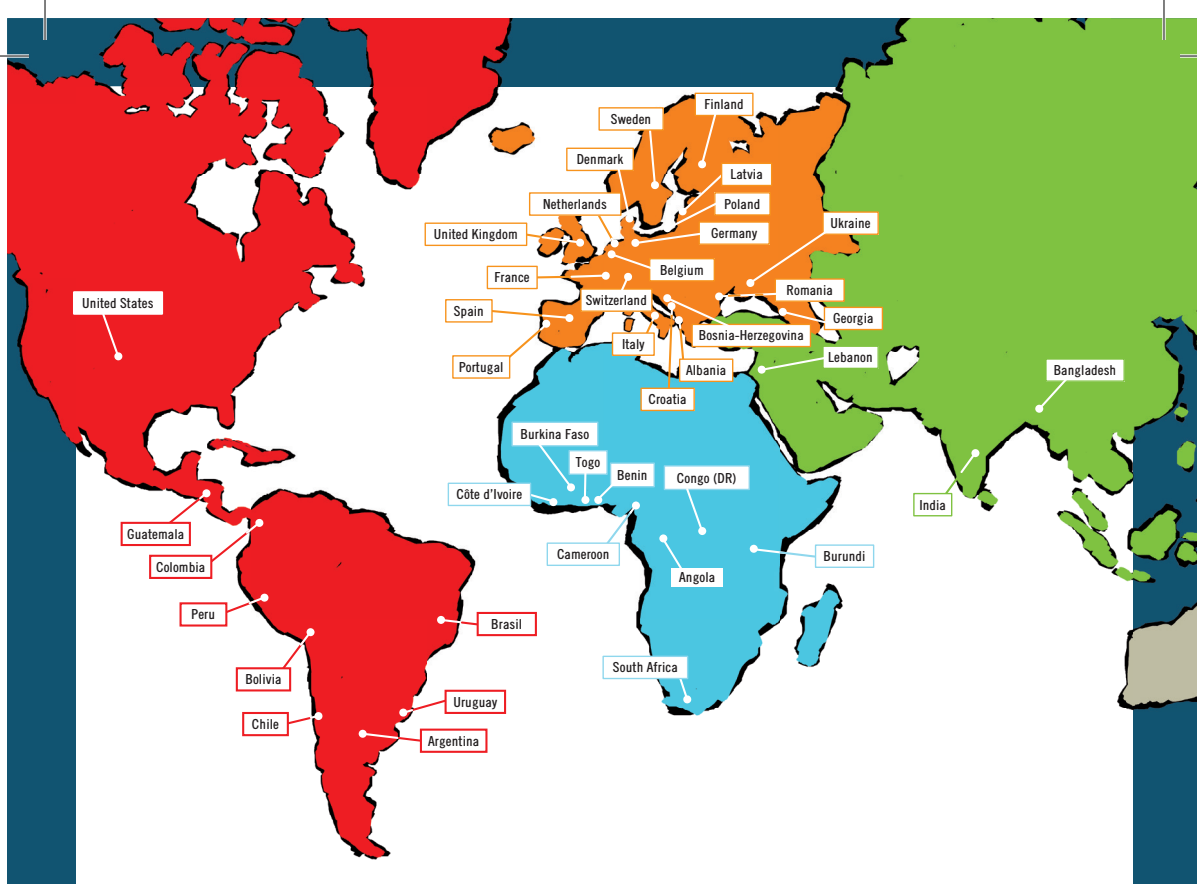 Finland
Sweden
Denmark
Latvia
Netherlands
Poland
Ukraine
United Kingdom
Germany
Belgium
France
Romania
United States
Switzerland
Spain
Georgia
Bosnia-Herzegovina
Italy
Lebanon
Portugal
Albania
Bangladesh
Croatia
Burkina Faso
Togo
Benin
Congo (DR)
Côte d'Ivoire
India
Guatemala
Cameroon
Burundi
Colombia
Angola
Peru
Brasil
South Africa
Bolivia
Uruguay
Chile
Argentina